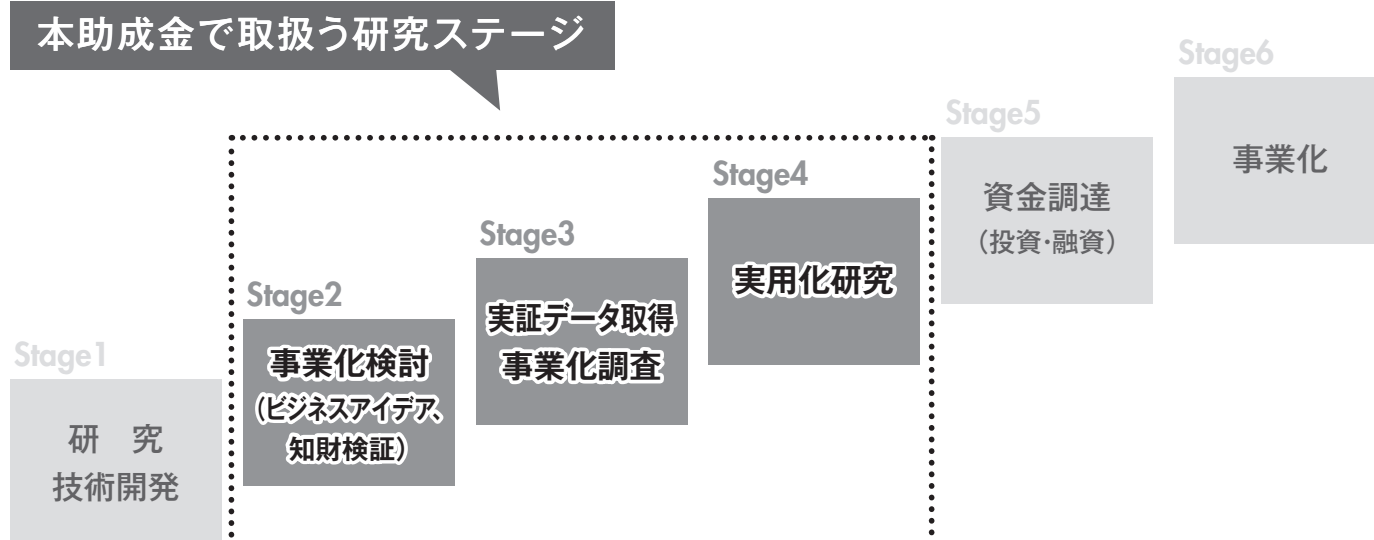 本助成金で取扱う研究ステージ
Stage1
研　究
技術開発
Stage2
事業化検討
（ビジネスアイデア、
知財検証）
Stage3
実証データ取得
事業化調査
Stage4
実用化研究
Stage5
資金調達
（投資・融資）
Stage6
事業化